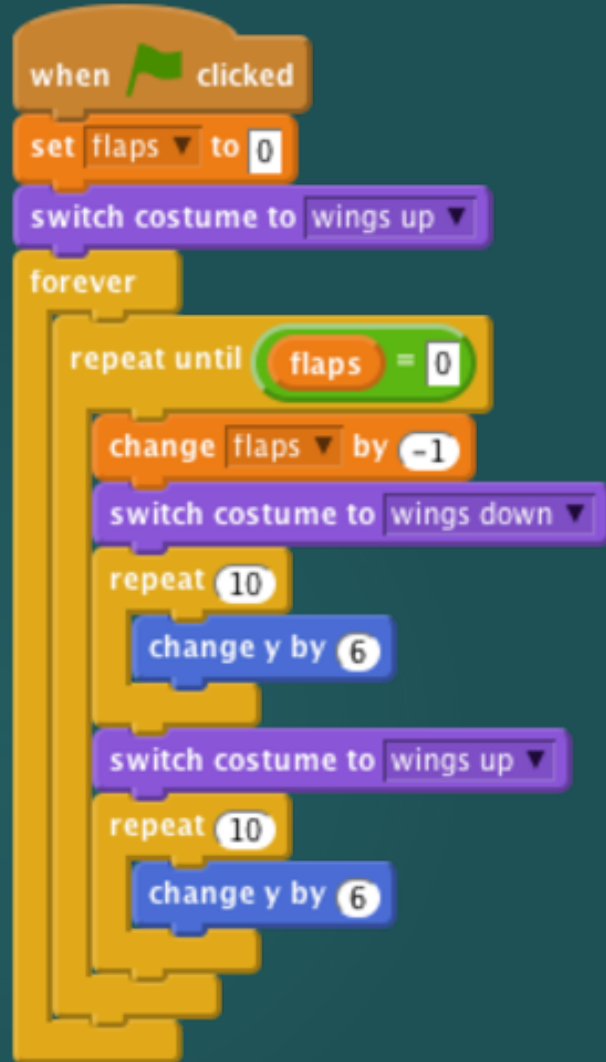 when clicked
set flaps to 0
switch costume to wings up
forever
repeat until flaps = 0
change flaps by -1
switch costume to wings down
repeat 10
change y by 6
switch costume to wings up
repeat 10
change y by 6